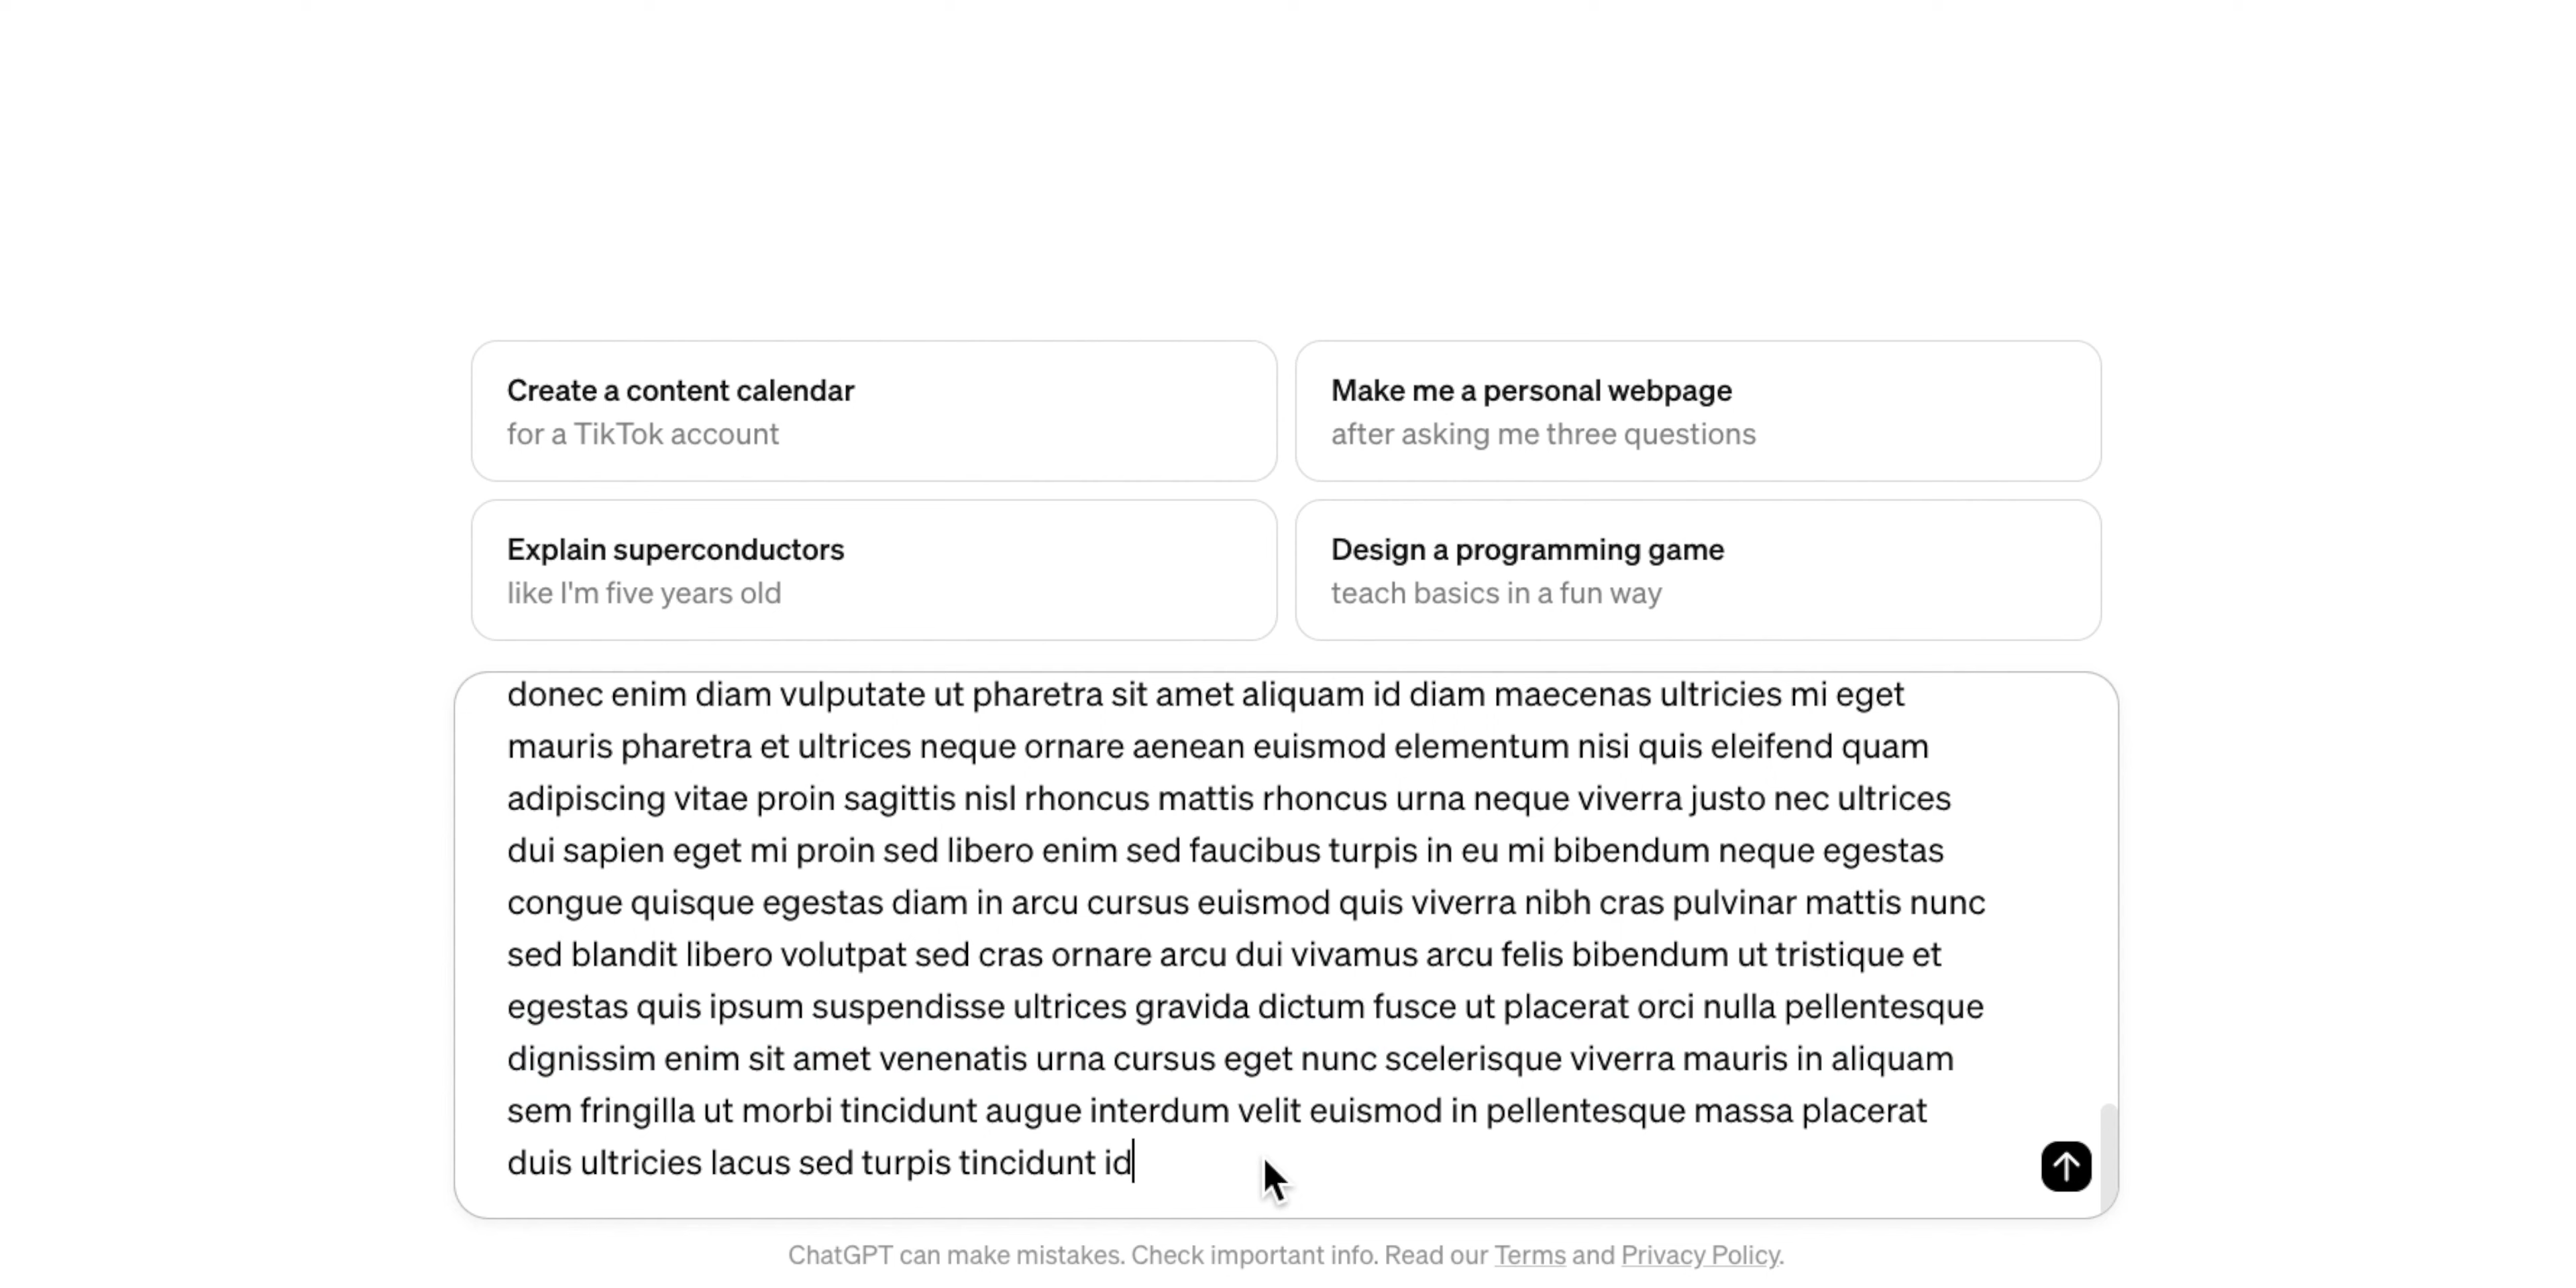 Create a content calendar
for a TikTok account
Make me a personal webpage
after asking me three questions
Explain superconductors
like I'm five years old
Design a programming game
teach basics in a fun way
donec enim diam vulputate ut pharetra sit amet aliquam id diam maecenas ultricies mi eget
mauris pharetra et ultrices neque ornare aenean euismod elementum nisi quis eleifend quam
adipiscing vitae proin sagittis nisl rhoncus mattis rhoncus urna neque viverra justo nec ultrices
dui sapien eget mi proin sed libero enim sed faucibus turpis in eu mi bibendum neque egestas
congue quisque egestas diam in arcu cursus euismod quis viverra nibh cras pulvinar mattis nunc
sed blandit libero volutpat sed cras ornare arcu dui vivamus arcu felis bibendum ut tristique et
egestas quis ipsum suspendisse ultrices gravida dictum fusce ut placerat orci nulla pellentesque
dignissim enim sit amet venenatis urna cursus eget nunc scelerisque viverra mauris in aliquam
sem fringilla ut morbi tincidunt augue interdum velit euismod in pellentesque massa placerat
duis ultricies lacus sed turpis tincidunt id
ChatGPT can make mistakes. Check important info. Read our Terms and Privacy Policy.